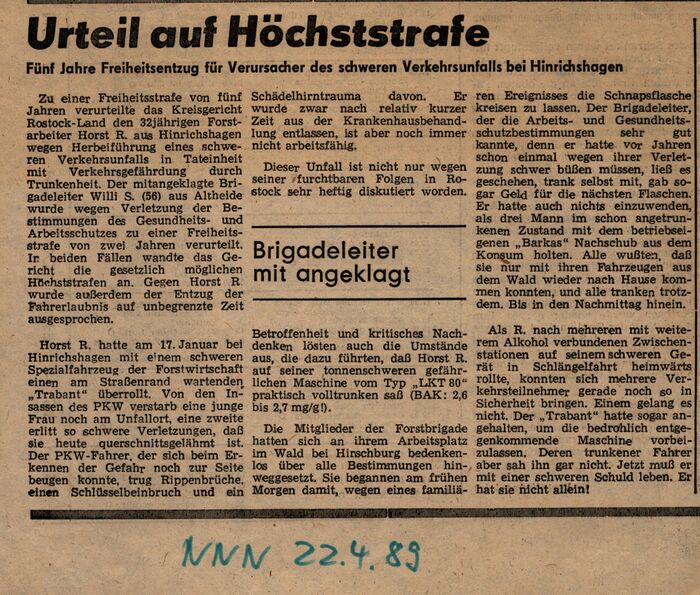 Urteil auf Höchststrafe
Fünf Jahre Freiheitsentzug für Verursacher des schweren Verkehrsunfalls bei Hinrichshagen
Zu einer Freiheitsstrafe von fünf
Jahren verurteilte das Kreisgericht
Rostock-Land den 32jährigen Forst-
arbeiter Horst R. aus Hinrichshagen
wegen Herbeiführung eines schwe-
ren Verkehrsunfalls in Tateinheit
mit Verkehrsgefährdung durch
Trunkenheit. Der mitangeklagte Bri-
gadeleiter Willi S. (56) aus Altheide
wurde wegen Verletzung der Be-
stimmungen des Gesundheits- und
Arbeitsschutzes zu einer Freiheits-
strafe von zwei Jahren verurteilt.
In beiden Fällen wandte das Ge-
richt die gesetzlich möglichen
Höchststrafen an. Gegen Horst R
wurde außerdem der Entzug der
Fahrerlaubnis auf unbegrenzte Zeit
ausgesprochen.
Horst R. hatte am 17. Januar bei
Hinrichshagen mit einem schweren
Spezialfahrzeug der Forstwirtschaft
einen am Straßenrand wartenden
„Trabant“ überrollt. Von den In-
sassen des PKW verstarb eine junge
Frau noch am Unfallort, eine zweite
erlitt so schwere Verletzungen, daß
sie heute querschnittsgelähmt ist.
Der PKW-Fahrer, der sich beim Er-
kennen der Gefahr noch zur Seite
beugen konnte, trug Rippenbrüche,
einen Schlüsselbeinbruch und ein
Schädelhirntrauma davon. Er
wurde zwar nach relativ kurzer
Zeit aus der Krankenhausbehand-
lung entlassen, ist aber noch immer
nicht arbeitsfähig.
Dieser Unfall ist nicht nur wegen
seiner furchtbaren Folgen in Ro-
stock sehr heftig diskutiert worden.
Brigadeleiter
mit angeklagt
Betroffenheit und kritisches Nach-
denken lösten auch die Umstände
aus, die dazu führten, daß Horst R.
auf seiner tonnenschweren gefähr-
lichen Maschine vom Typ „LKT 80“
praktisch volltrunken saß (BAK: 2,6
bis 2,7 mg/g!).
Die Mitglieder der Forstbrigade
hatten sich an ihrem Arbeitsplatz
im Wald bei Hirschburg bedenken-
los über alle Bestimmungen hin-
weggesetzt. Sie begannen am frühen
Morgen damit, wegen eines familiä-
ren Ereignisses die Schnapsflasche
kreisen zu lassen. Der Brigadeleiter,
der die Arbeits- und Gesundheits-
schutzbestimmungen sehr gut
kannte, denn er hatte vor Jahren
schon einmal wegen ihrer Verlet-
zung schwer büßen müssen, ließ es
geschehen, trank selbst mit, gab so-
gar Geld für die nächsten Flaschen.
Er hatte auch nichts einzuwenden,
als drei Mann im schon angetrun-
kenen Zustand mit dem betriebsei-
genen „Barkas“ Nachschub aus dem
Konsum holten. Alle wußten, daß
sie nur mit ihren Fahrzeugen aus
dem Wald wieder nach Hause kom-
men konnten, und alle tranken trotz-
dem. Bis in den Nachmittag hinein.
Als R. nach mehreren mit weite-
rem Alkohol verbundenen Zwischen-
stationen auf seinem schweren Ge-
rät in Schlängelfahrt heimwärts
rollte, konnten sich mehrere Verke-
hrsteilnehmer gerade noch so in
Sicherheit bringen. Einem gelang es
nicht. Der „Trabant“ hatte sogar an-
gehalten, um die bedrohlich entge-
genkommende Maschine vorbei-
zulassen. Deren trunkener Fahrer
aber sah ihn gar nicht. Jetzt muß er
mit einer schweren Schuld leben. Er
hat sie nicht allein!
NNN 22.4.89